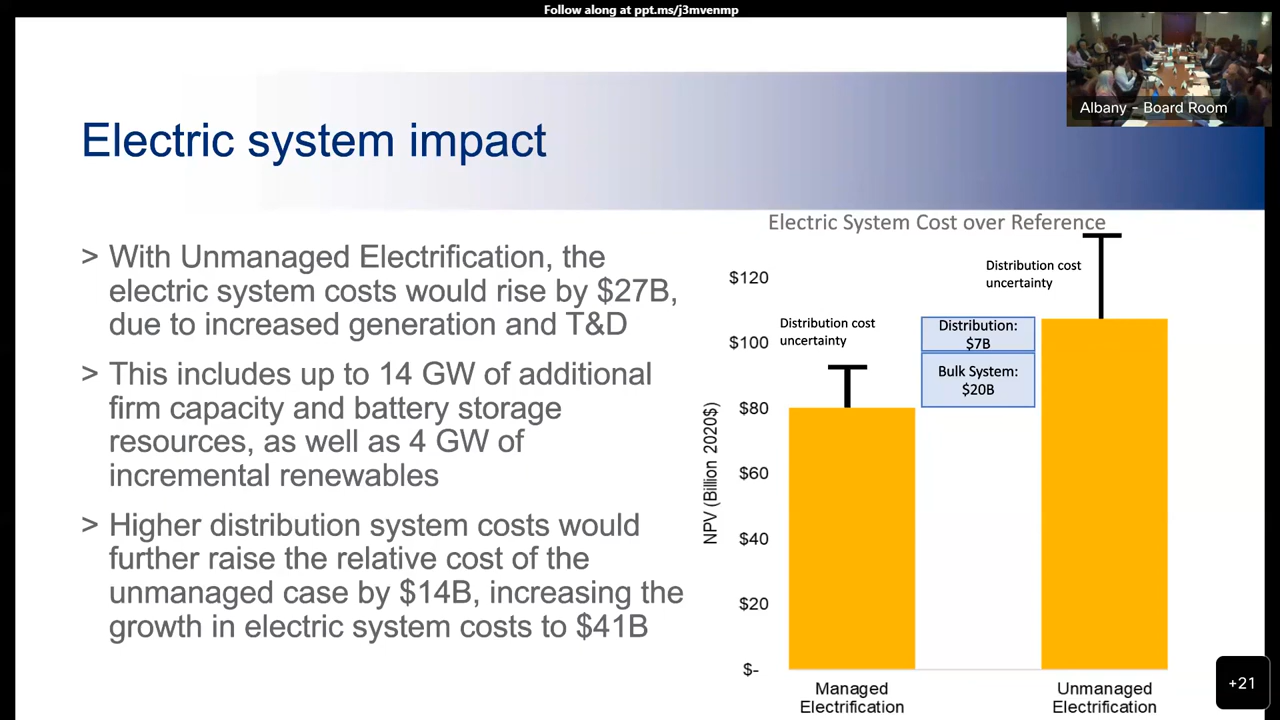 Follow along at ppt.ms/j3mvenmp
Albany - Board Room
Electric system impact
> With Unmanaged Electrification, the
electric system costs would rise by $27B,
due to increased generation and T&D
> This includes up to 14 GW of additional
firm capacity and battery storage
resources, as well as 4 GW of
incremental renewables
> Higher distribution system costs would
further raise the relative cost of the
unmanaged case by $14B, increasing the
growth in electric system costs to $41B
Electric System Cost over Reference
NPV (Billion 2020$)
$120
$100
$80
$60
$40
$20
$-
Distribution cost
uncertainty
Distribution cost
uncertainty
Distribution:
$7B
Bulk System:
$20B
Managed
Electrification
Unmanaged
Electrification
+21